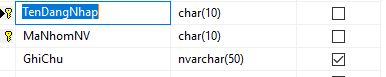 TenDangNhap char(10)
MaNhomNV char(10)
GhiChu nvarchar(50)